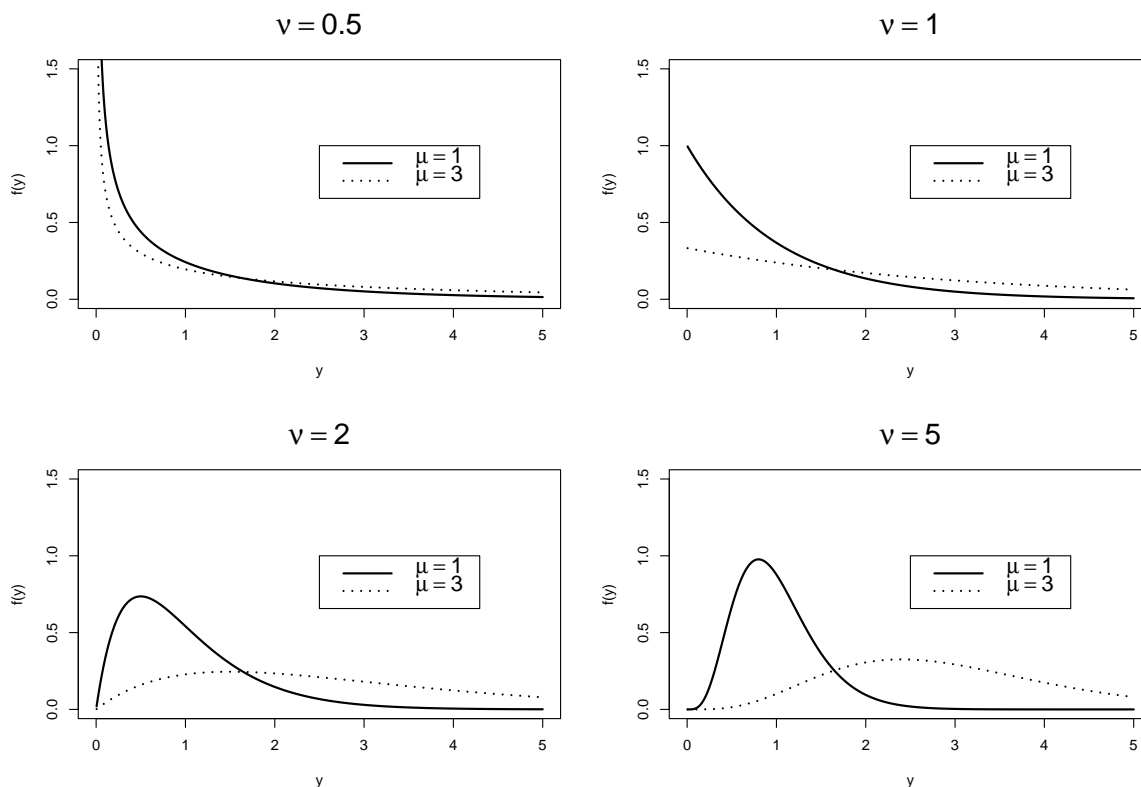 ν = 0.5
f(y)
1.5
1.0
0.5
0.0
μ = 1
μ = 3
0 1 2 3 4 5
y
ν = 1
f(y)
1.5
1.0
0.5
0.0
μ = 1
μ = 3
0 1 2 3 4 5
y
ν = 2
f(y)
1.5
1.0
0.5
0.0
μ = 1
μ = 3
0 1 2 3 4 5
y
ν = 5
f(y)
1.5
1.0
0.5
0.0
μ = 1
μ = 3
0 1 2 3 4 5
y